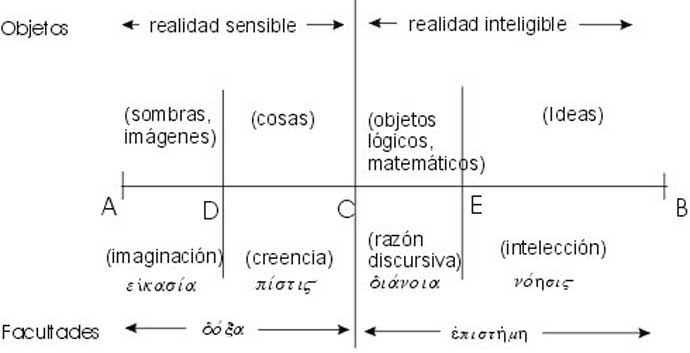 Objetos realidad sensible realidad inteligible
(sombras, imágenes)
(cosas)
(objetos lógicos, matemáticos)
(Ideas)
A D C E B
(imaginación)
εἰκασία
(creencia)
πίστις
(razón discursiva)
διάνοια
(intelección)
νόησις
Facultades δόξα ἐπιστήμη